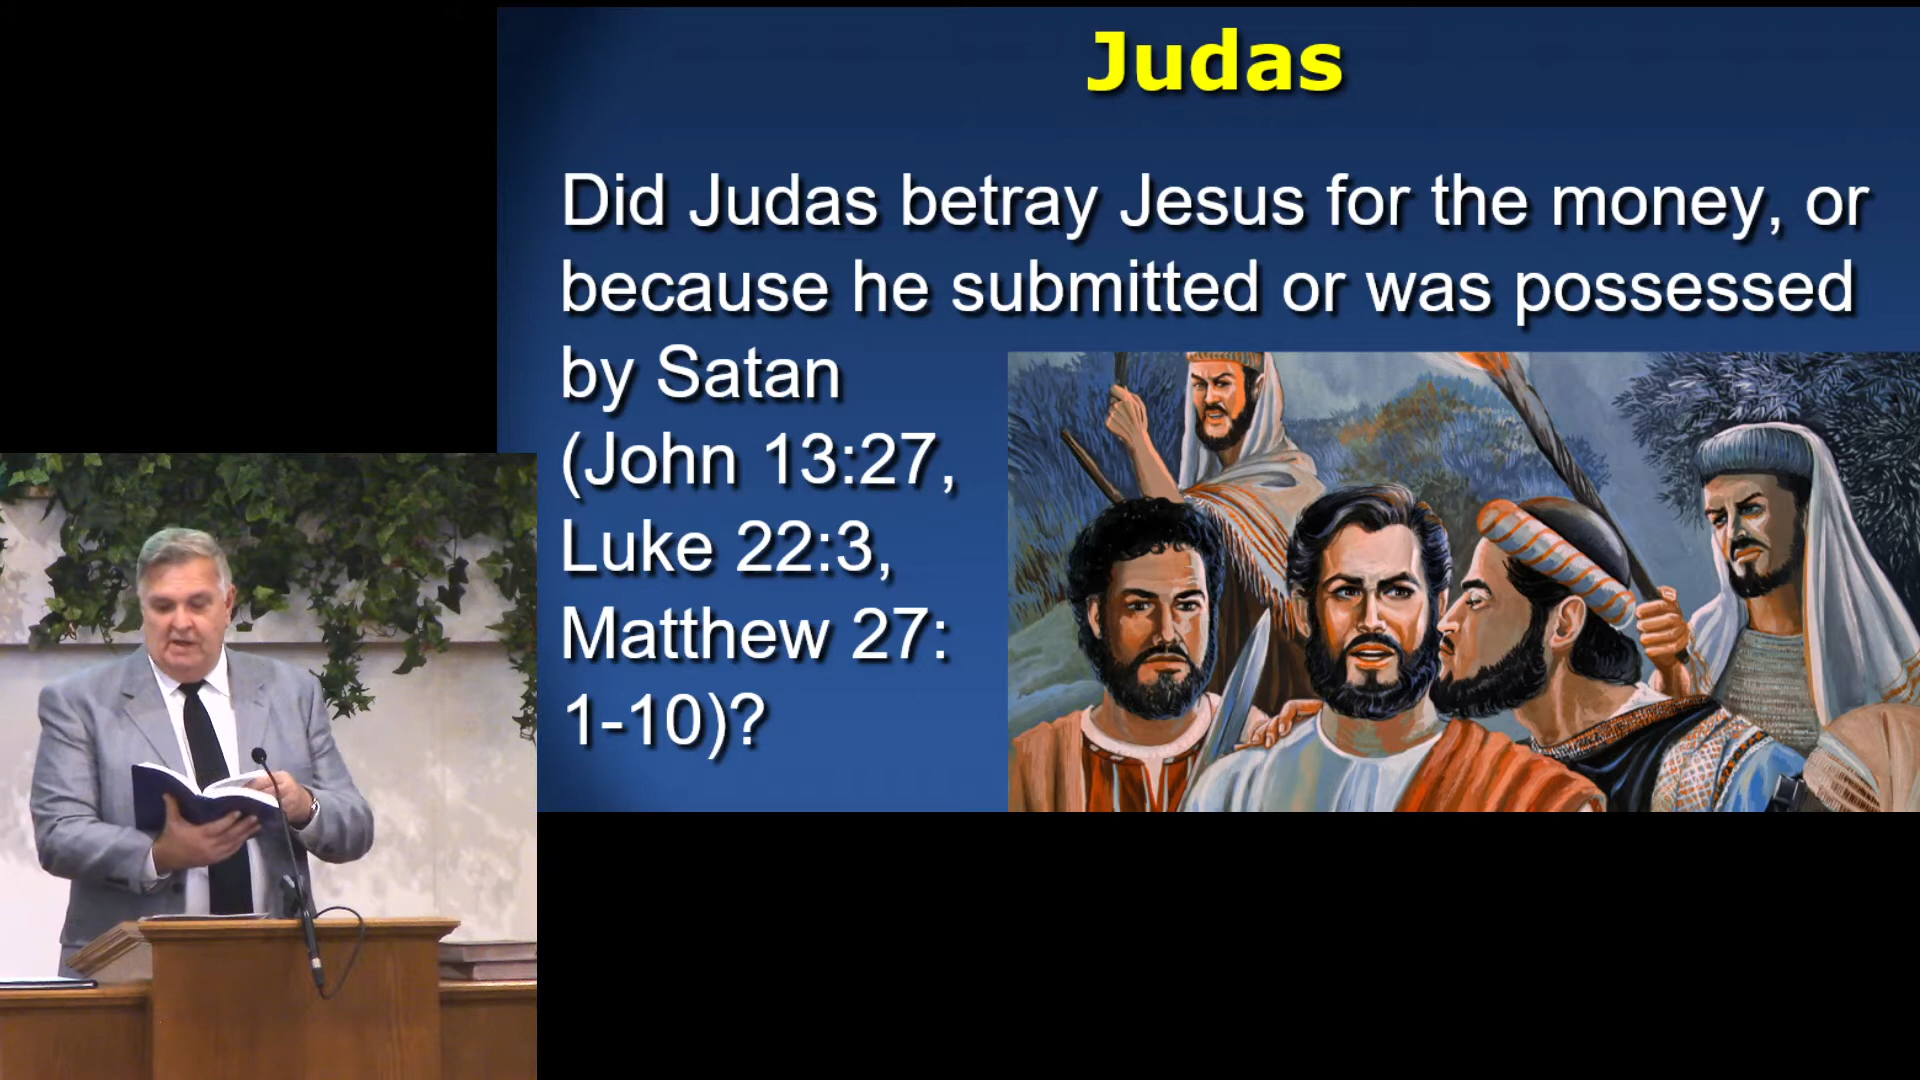 Judas
Did Judas betray Jesus for the money, or
because he submitted or was possessed
by Satan
(John 13:27,
Luke 22:3,
Matthew 27:
1-10)?